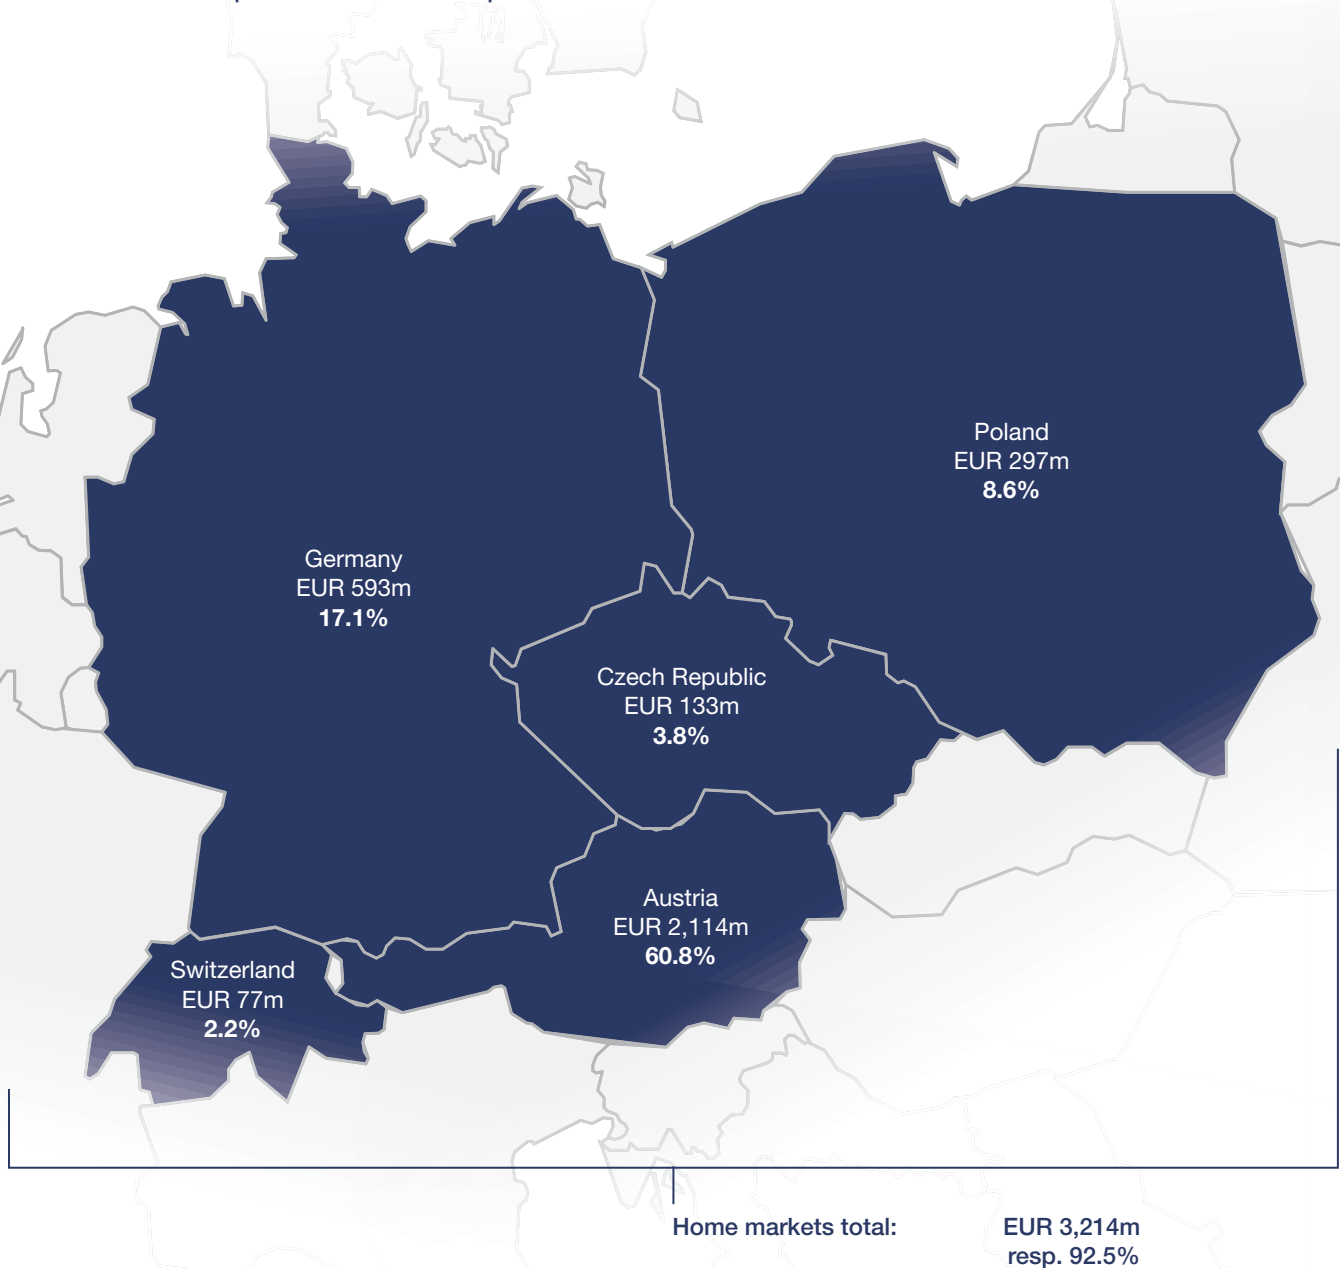 Poland
EUR 297m
8.6%
Germany
EUR 593m
17.1%
Czech Republic
EUR 133m
3.8%
Austria
EUR 2,114m
60.8%
Switzerland
EUR 77m
2.2%
Home markets total: EUR 3,214m
resp. 92.5%